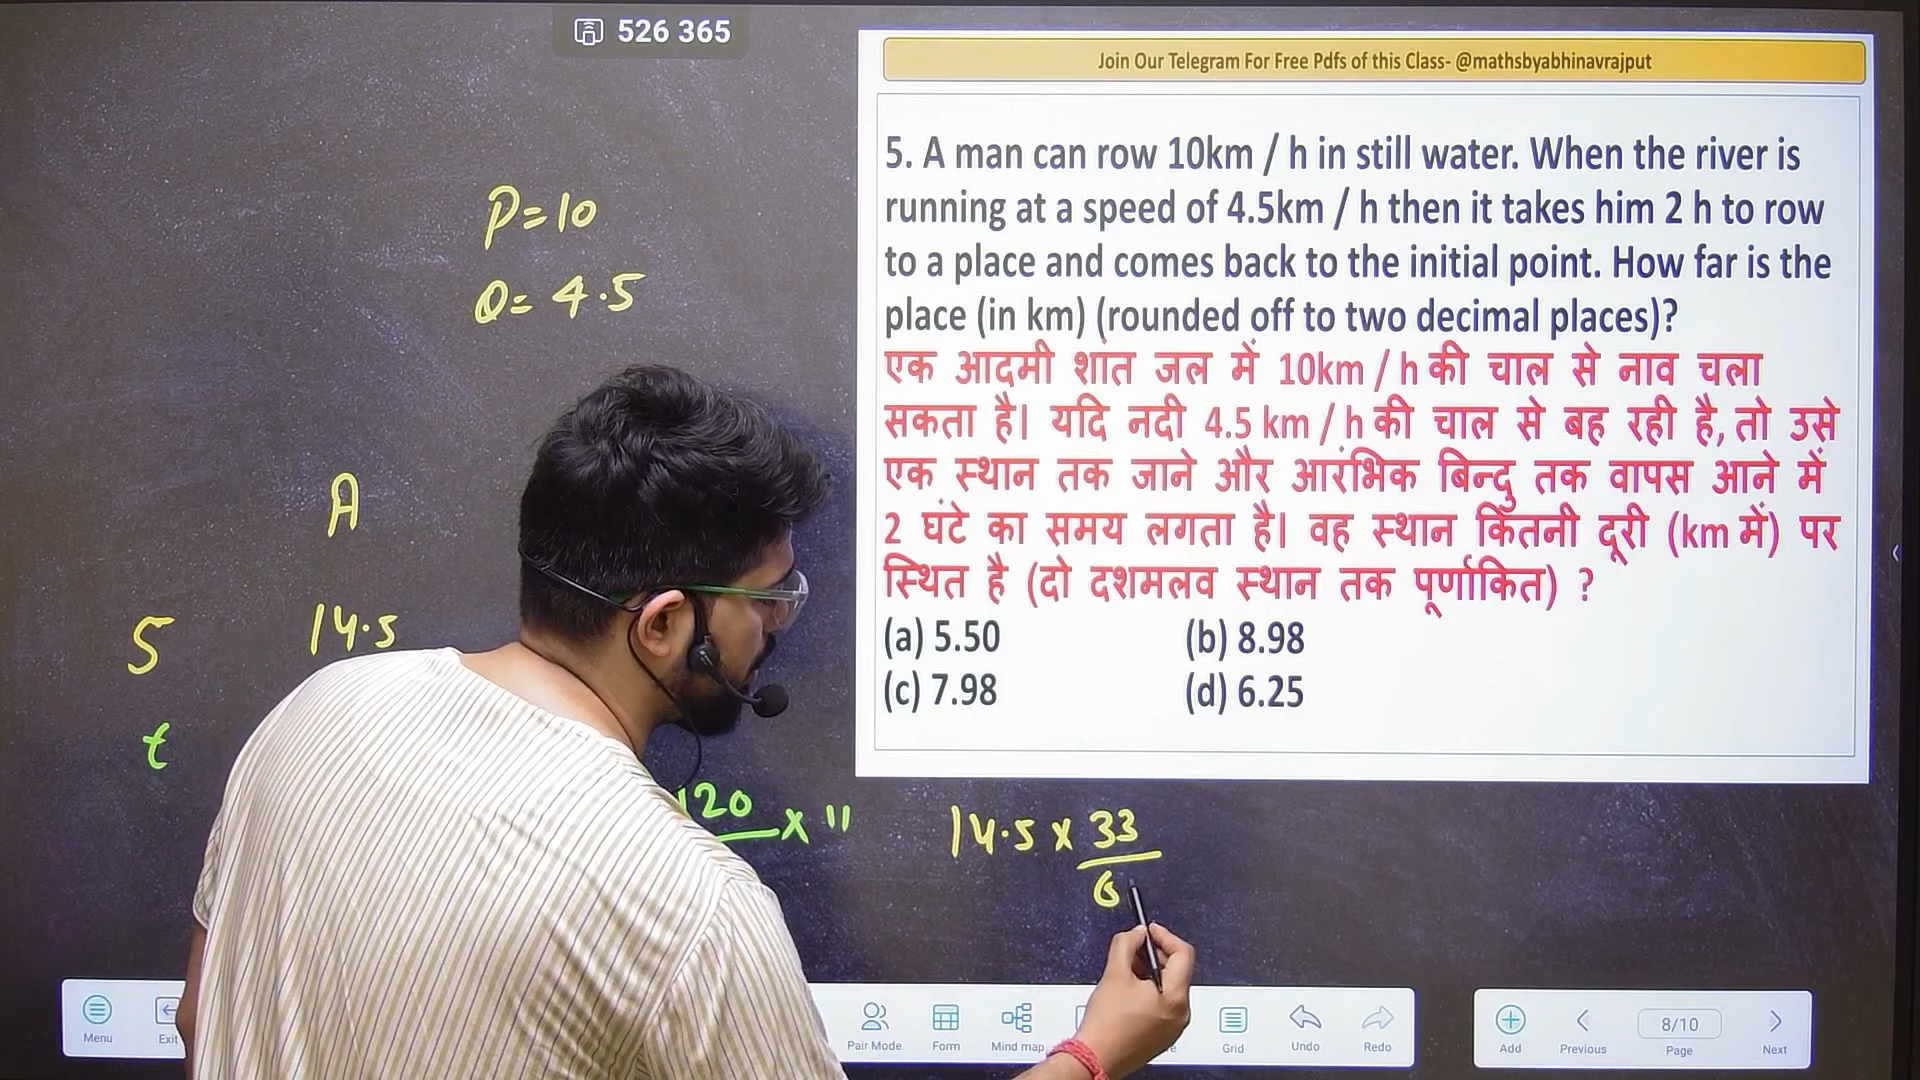 526 365
Join Our Telegram For Free Pdfs of this Class- @mathsbyabhinavrajput
5. A man can row 10km / h in still water. When the river is
running at a speed of 4.5km / h then it takes him 2 h to row
to a place and comes back to the initial point. How far is the
place (in km) (rounded off to two decimal places)?
एक आदमी शांत जल में 10km / h की चाल से नाव चला
सकता है। यदि नदी 4.5 km / h की चाल से बह रही है, तो उसे
एक स्थान तक जाने और आरंभिक बिन्दु तक वापस आने में
2 घंटे का समय लगता है। वह स्थान कितनी दूरी (km में) पर
स्थित है (दो दशमलव स्थान तक पूर्णांकित) ?
(a) 5.50 (b) 8.98
(c) 7.98 (d) 6.25
P=10
Q= 4.5
A
S 14.5
t
120 x 11
14.5 x 33
6
Menu Exit Pair Mode Form Mind map Grid Undo Redo
Add Previous 8/10 Page Next